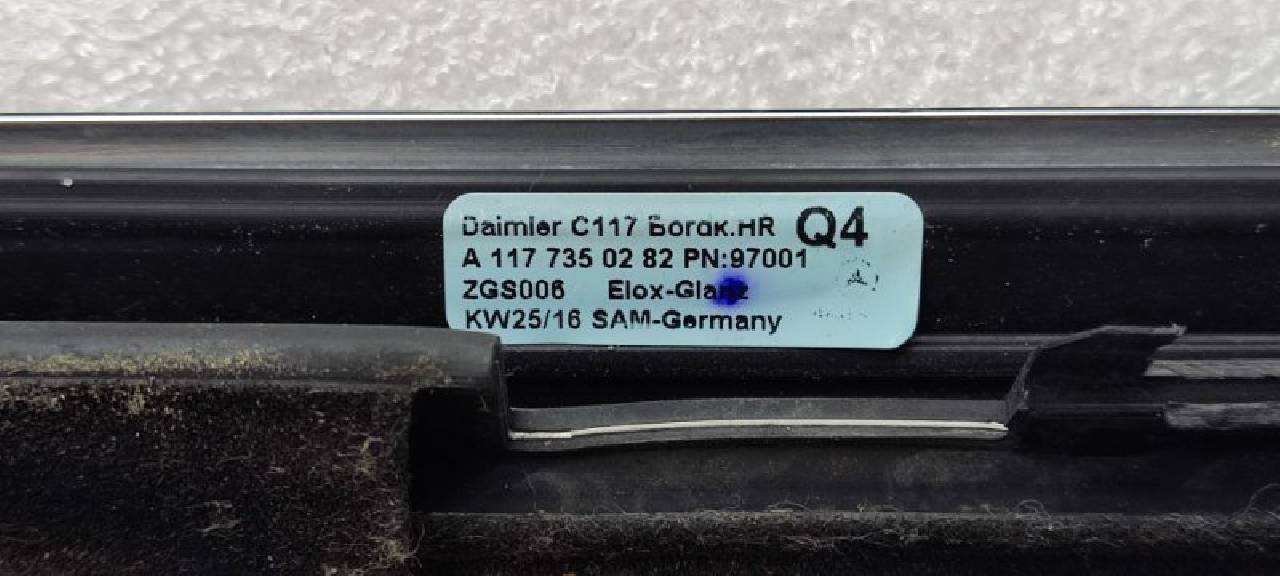 Daimler C117 Bordk.HR Q4
A 117 735 02 82 PN:97001
ZGS006 Elox-Glanz
KW25/16 SAM-Germany